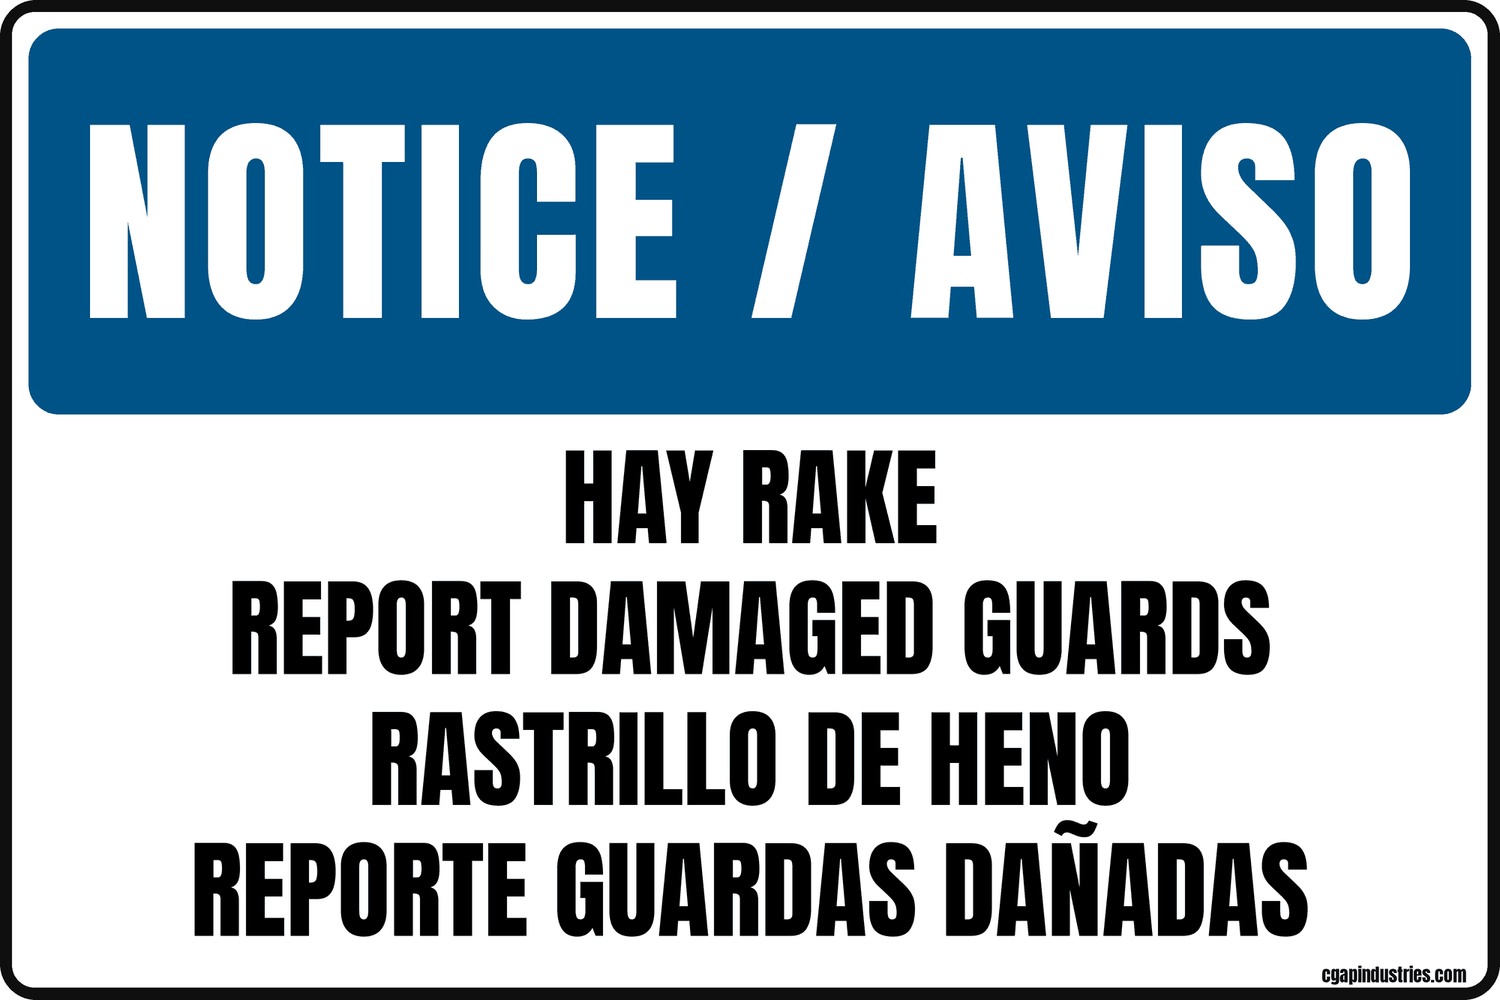 NOTICE / AVISO
HAY RAKE
REPORT DAMAGED GUARDS
RASTRILLO DE HENO
REPORTE GUARDAS DAÑADAS
cgapindustries.com